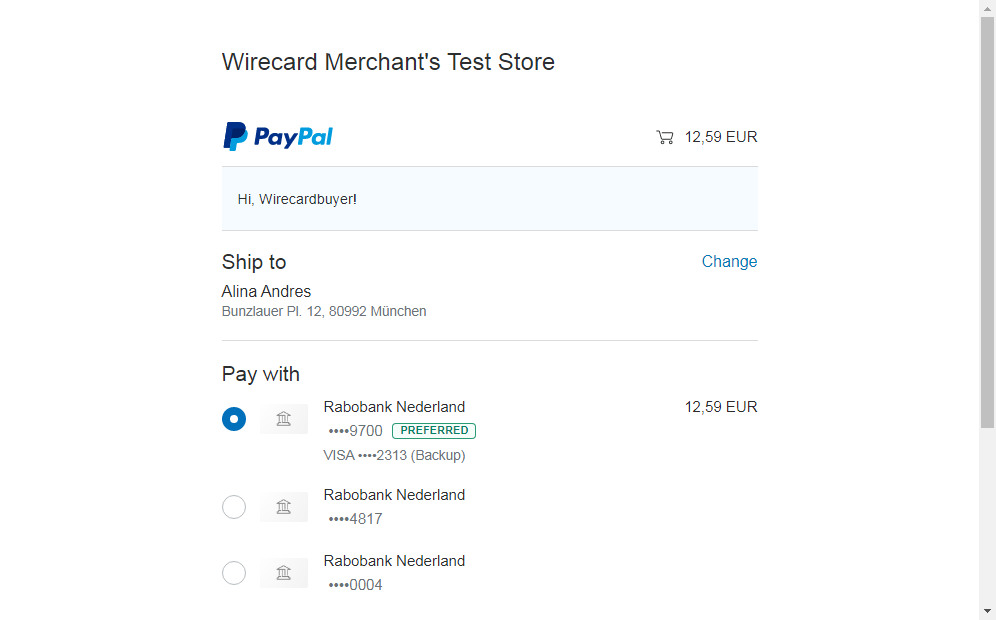 Wirecard Merchant's Test Store
PayPal 12,59 EUR
Hi, Wirecardbuyer!
Ship to Change
Alina Andres
Bunzlauer Pl. 12, 80992 München
Pay with
Rabobank Nederland 12,59 EUR
••••9700 PREFERRED
VISA ••••2313 (Backup)
Rabobank Nederland
••••4817
Rabobank Nederland
••••0004